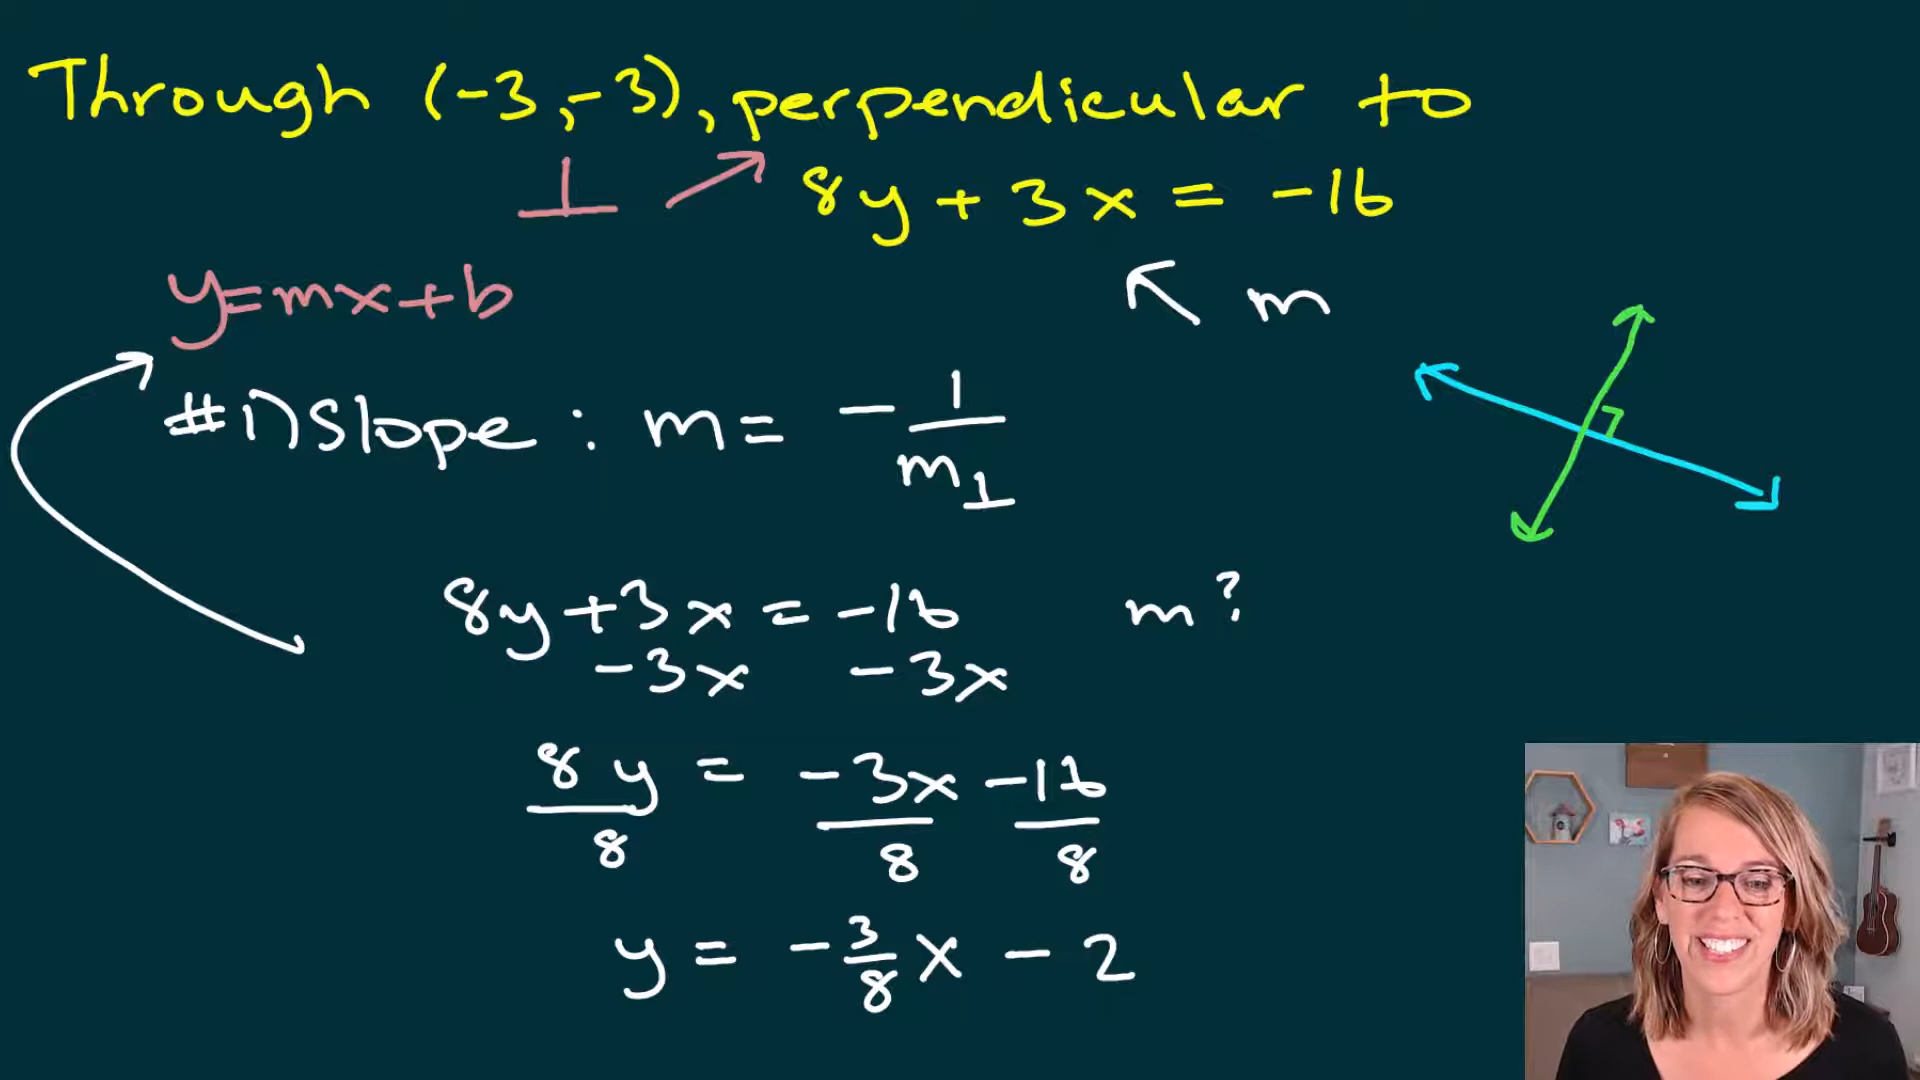 Through (-3,-3), perpendicular to
⊥
8y + 3x = -16
y=mx+b
m
#1) Slope : m = - 1/m⊥
8y + 3x = -16 m?
-3x -3x
8y/8 = -3x/8 -16/8
y = -3/8 x - 2